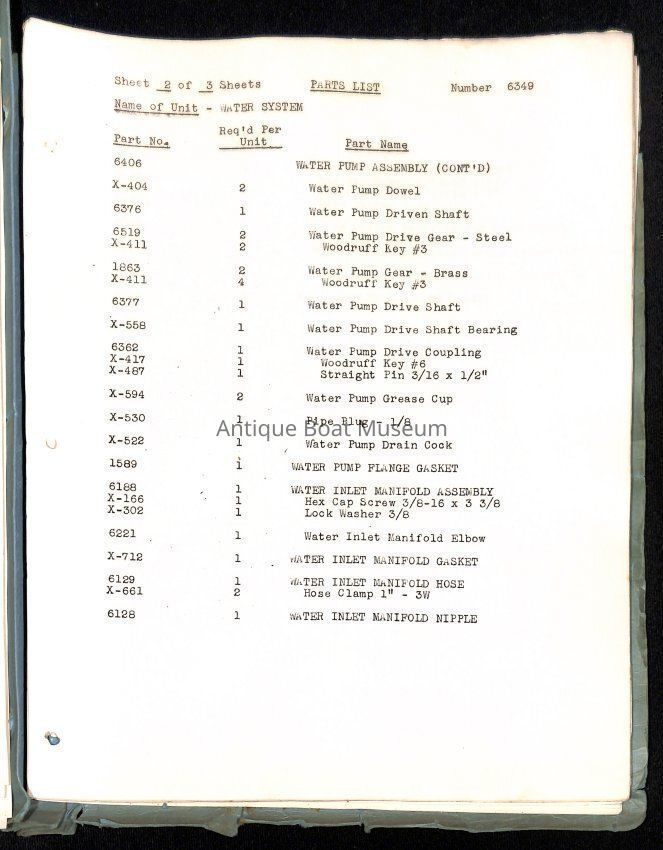 Sheet 2 of 3 Sheets PARTS LIST Number 6349
Name of Unit - WATER SYSTEM
Part No. Req'd Per Unit Part Name
6406 WATER PUMP ASSEMBLY (CONT'D)
X-404 2 Water Pump Dowel
6376 1 Water Pump Driven Shaft
6519 2 Water Pump Drive Gear - Steel
X-411 2 Woodruff Key #3
1863 2 Water Pump Gear - Brass
X-411 4 Woodruff Key #3
6377 1 Water Pump Drive Shaft
X-558 1 Water Pump Drive Shaft Bearing
6362 1 Water Pump Drive Coupling
X-417 1 Woodruff Key #6
X-487 1 Straight Pin 3/16 x 1/2"
X-594 2 Water Pump Grease Cup
X-530 1 Pipe Plug - 1/8
Antique Boat Museum
X-522 1 Water Pump Drain Cock
1589 1 WATER PUMP FLANGE GASKET
6188 1 WATER INLET MANIFOLD ASSEMBLY
X-166 1 Hex Cap Screw 3/8-16 x 3 3/8
X-302 1 Lock Washer 3/8
6221 1 Water Inlet Manifold Elbow
X-712 1 WATER INLET MANIFOLD GASKET
6129 1 WATER INLET MANIFOLD HOSE
X-661 2 Hose Clamp 1" - 3W
6128 1 WATER INLET MANIFOLD NIPPLE